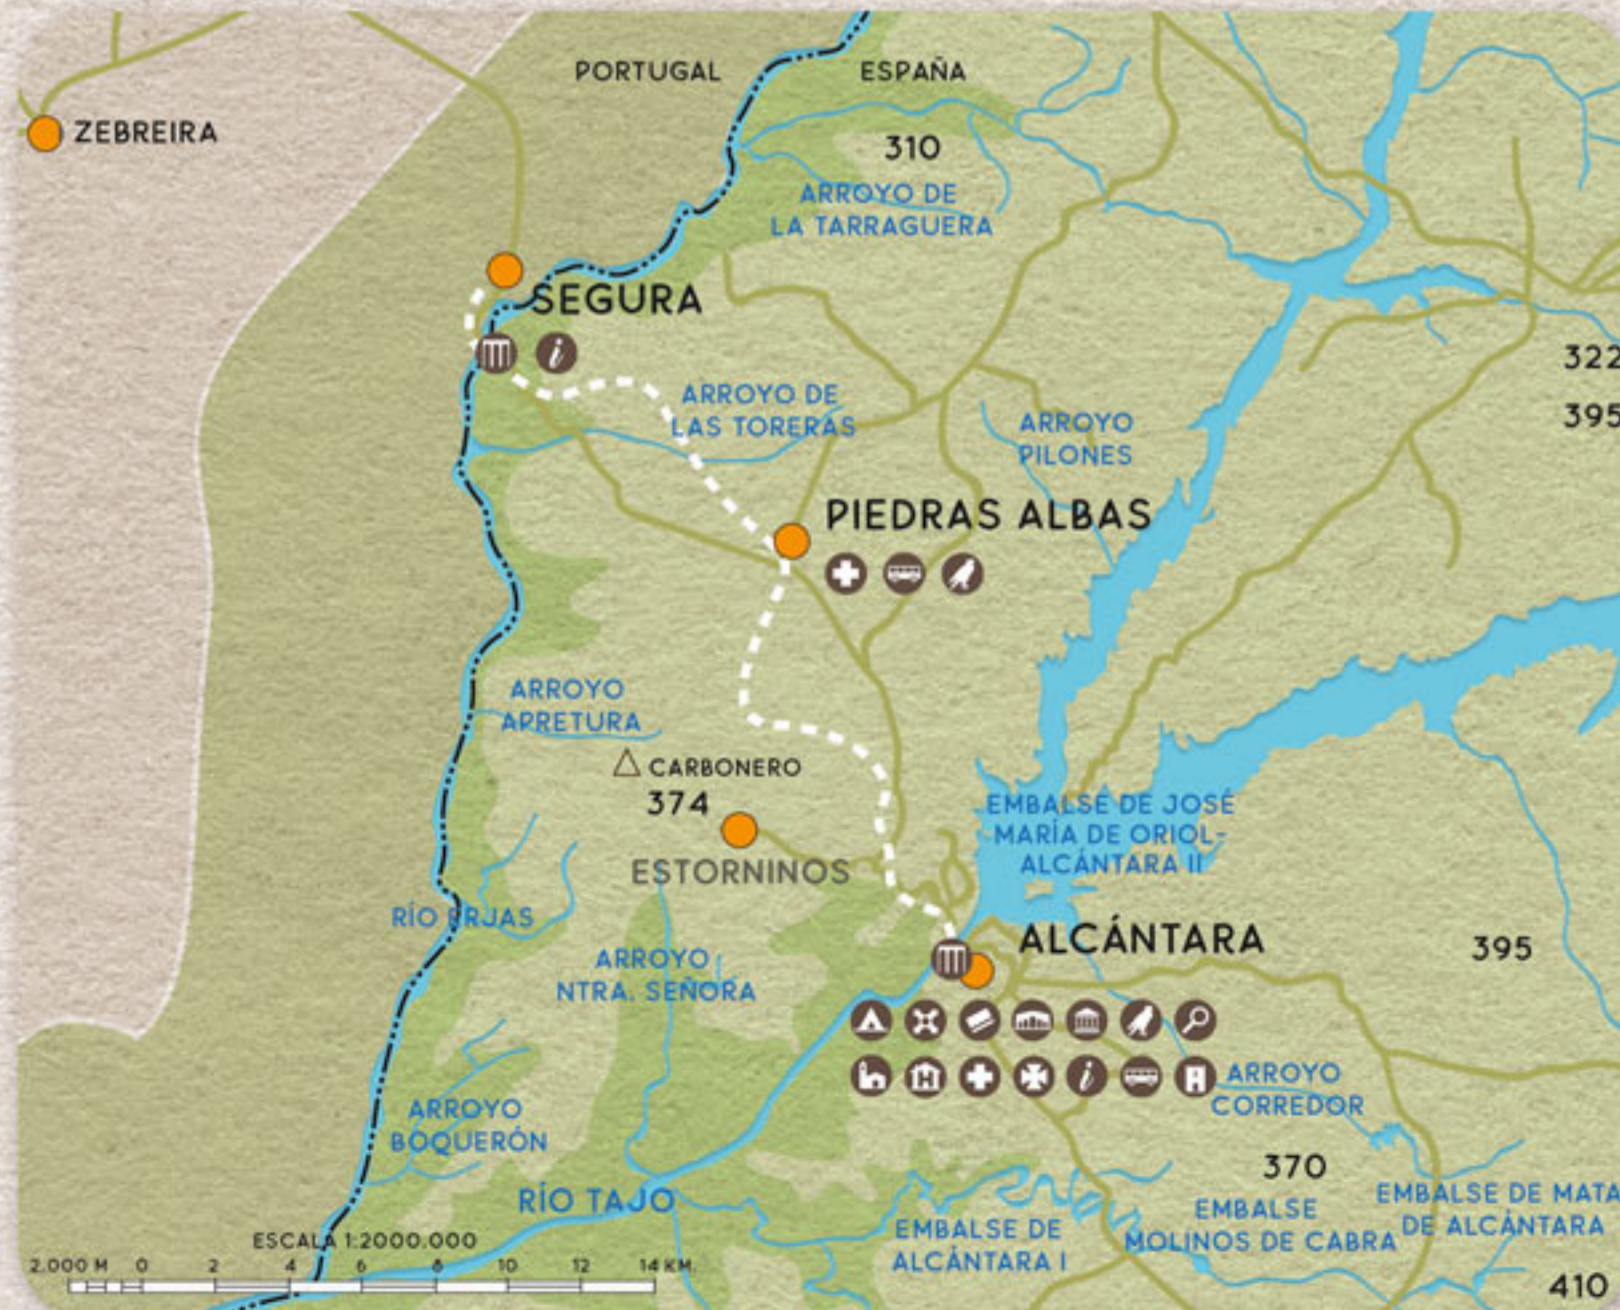 PORTUGAL
ESPAÑA
ZEBREIRA
310
ARROYO DE
LA TARRAGUERA
SEGURA
322
ARROYO DE
LAS TORERAS
395
ARROYO
PILONES
PIEDRAS ALBAS
ARROYO
APRETURA
CARBONERO
374
EMBALSE DE JOSÉ
MARÍA DE ORIOL-
ALCÁNTARA II
ESTORNINOS
RÍO ERJAS
ALCÁNTARA
395
ARROYO
NTRA. SEÑORA
ARROYO
CORREDOR
ARROYO
BOQUERÓN
370
RÍO TAJO
EMBALSE DE
ALCÁNTARA I
EMBALSE
MOLINOS DE CABRA
EMBALSE DE MATA
DE ALCÁNTARA
ESCALA 1:2000.000
2.000 M 0 2 4 6 8 10 12 14 KM.
410